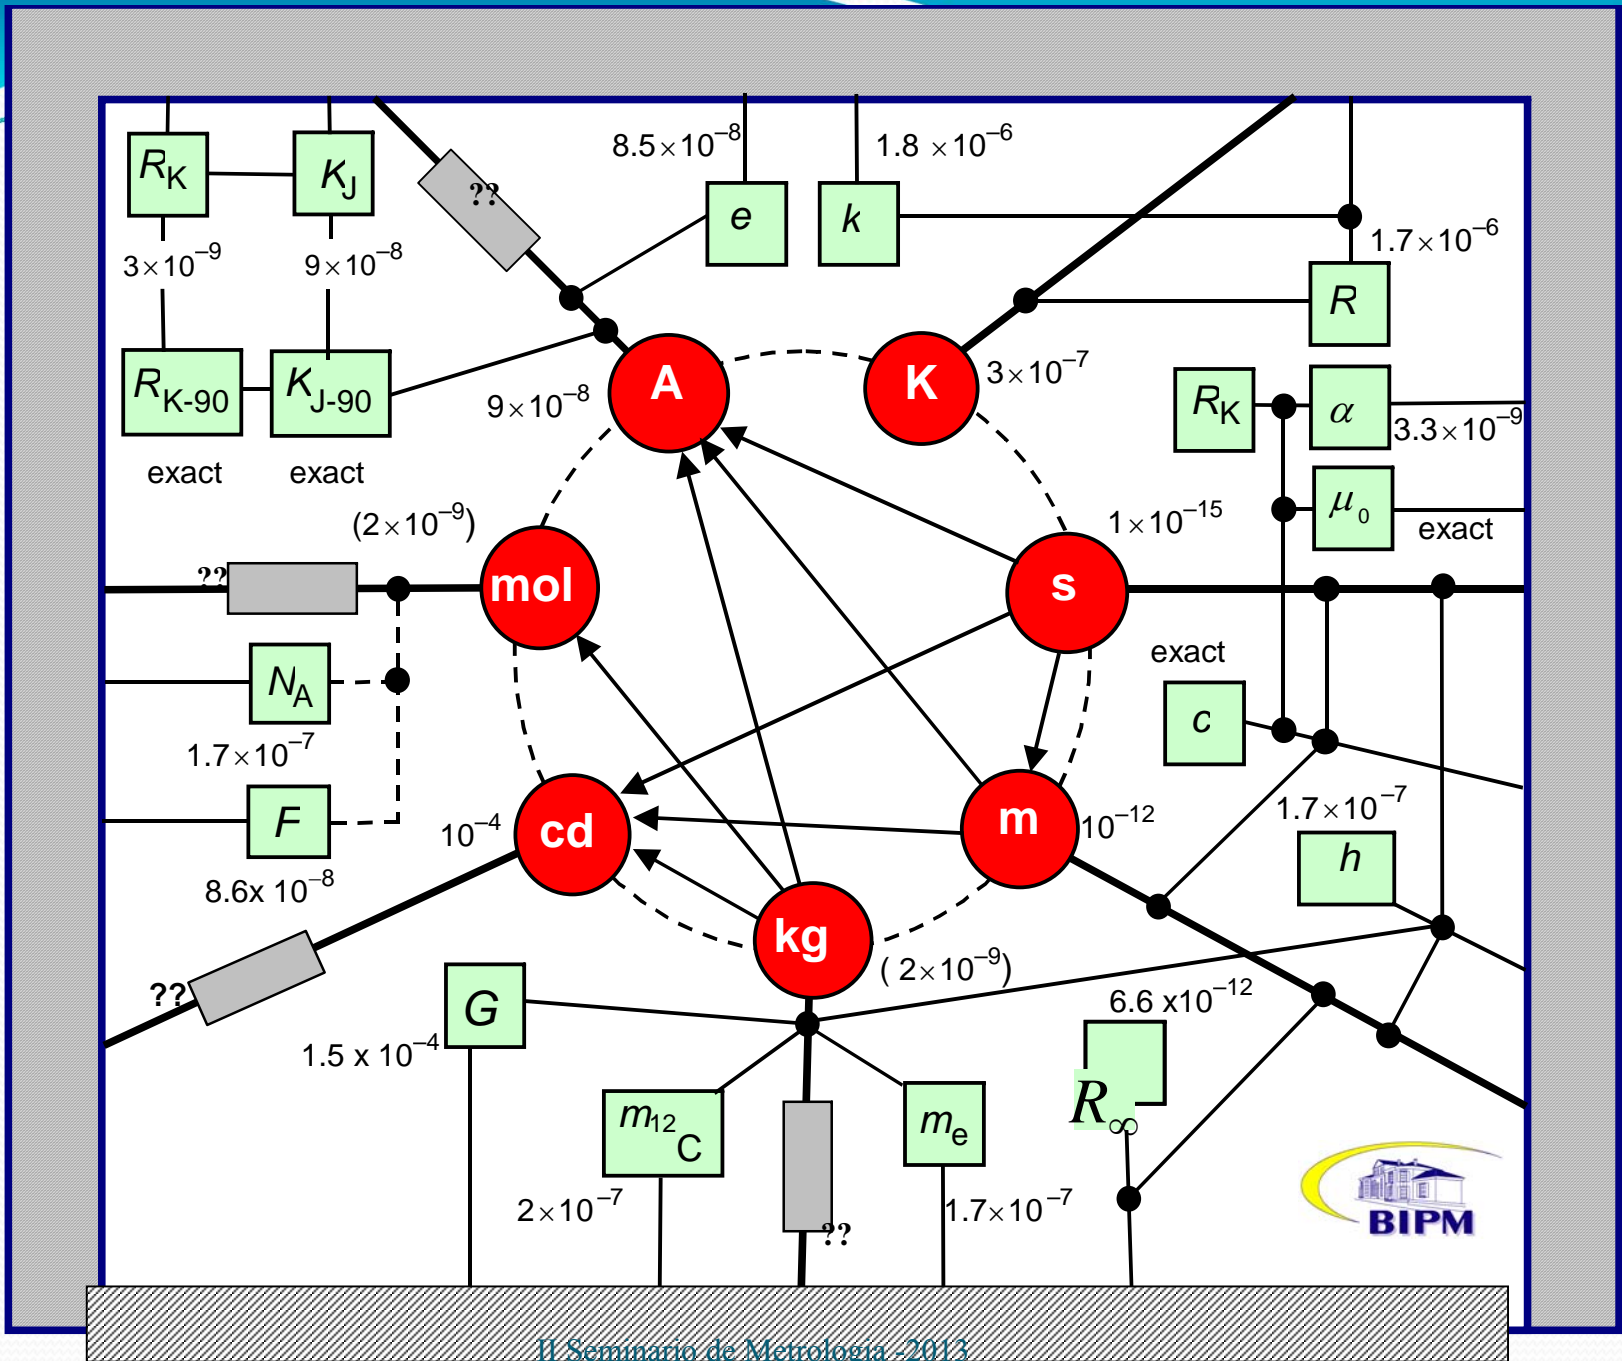 8.5×10⁻⁸
1.8 ×10⁻⁶
R_K
K_J
??
e
k
1.7×10⁻⁶
3×10⁻⁹
9×10⁻⁸
R
R_K-90
K_J-90
9×10⁻⁸
A
K
3×10⁻⁷
R_K
α
3.3×10⁻⁹
exact
exact
(2×10⁻⁹)
1×10⁻¹⁵
μ₀
exact
??
mol
s
exact
N_A
c
1.7×10⁻⁷
F
10⁻⁴
cd
m
10⁻¹²
1.7×10⁻⁷
h
8.6x 10⁻⁸
kg
( 2×10⁻⁹)
??
G
6.6 x10⁻¹²
1.5 x 10⁻⁴
m₁₂C
m_e
R_∞
2×10⁻⁷
??
1.7×10⁻⁷
BIPM
II Seminario de Metrologia -2013